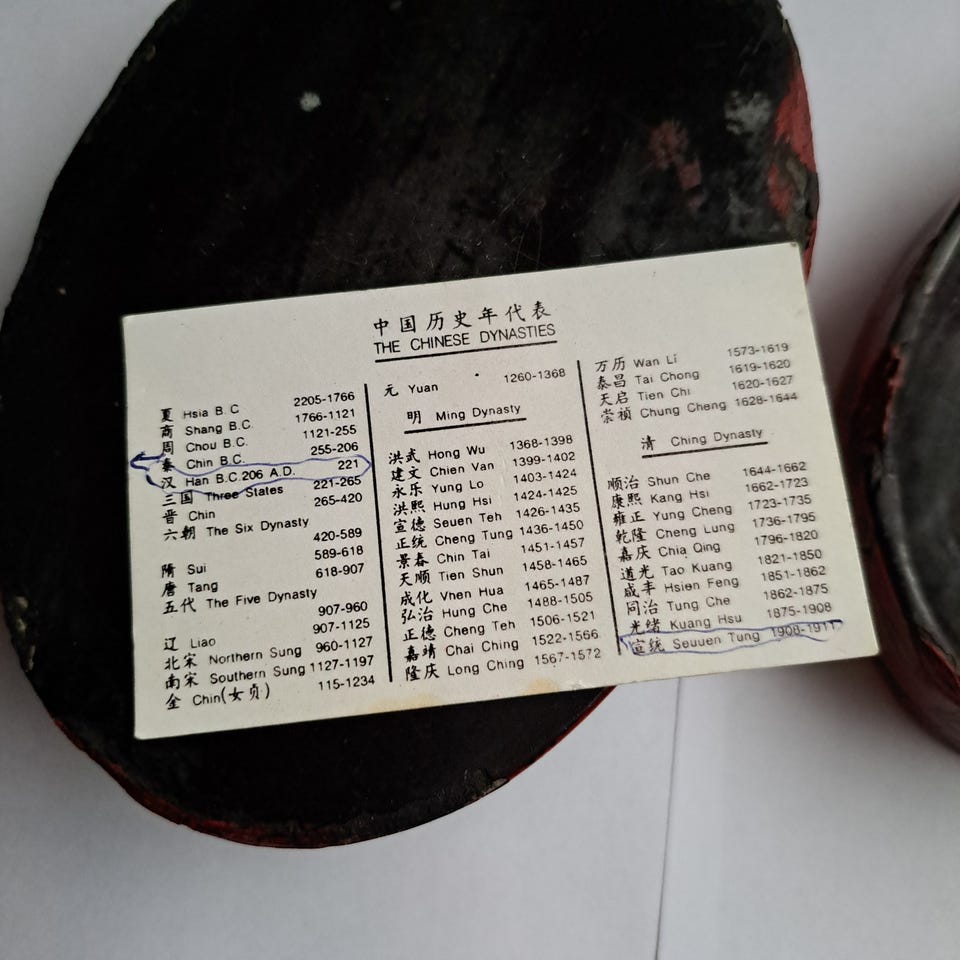 中国历史年代表
THE CHINESE DYNASTIES
夏 Hsia B.C 2205-1766
商 Shang B.C. 1766-1121
周 Chou B.C. 1121-255
秦 Chin B.C. 255-206
汉 Han B.C.206 A.D. 221
三国 Three States 221-265
晋 Chin 265-420
六朝 The Six Dynasty
420-589
隋 Sui 589-618
唐 Tang 618-907
五代 The Five Dynasty
907-960
辽 Liao 907-1125
北宋 Northern Sung 960-1127
南宋 Southern Sung 1127-1197
金 Chin(女贞) 115-1234
元 Yuan 1260-1368
明 Ming Dynasty
洪武 Hong Wu 1368-1398
建文 Chien Van 1399-1402
永乐 Yung Lo 1403-1424
洪熙 Hung Hsi 1424-1425
宣德 Seuen Teh 1426-1435
正统 Cheng Tung 1436-1450
景春 Chin Tai 1451-1457
天顺 Tien Shun 1458-1465
成化 Vhen Hua 1465-1487
弘治 Hung Che 1488-1505
正德 Cheng Teh 1506-1521
嘉靖 Chai Ching 1522-1566
隆庆 Long Ching 1567-1572
万历 Wan Li 1573-1619
泰昌 Tai Chong 1619-1620
天启 Tien Chi 1620-1627
崇祯 Chung Cheng 1628-1644
清 Ching Dynasty
顺治 Shun Che 1644-1662
康熙 Kang Hsi 1662-1723
雍正 Yung Cheng 1723-1735
乾隆 Cheng Lung 1736-1795
嘉庆 Chia Qing 1796-1820
道光 Tao Kuang 1821-1850
咸丰 Hsien Feng 1851-1862
同治 Tung Che 1862-1875
光绪 Kuang Hsu 1875-1908
宣统 Seuuen Tung 1908-1911